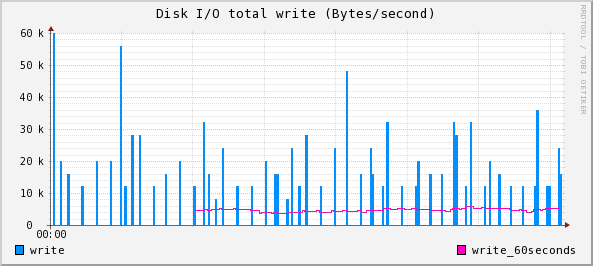 Disk I/O total write (Bytes/second)
RRDTOOL / TOBI OETIKER
60 k
50 k
40 k
30 k
20 k
10 k
0
00:00
write
write_60seconds